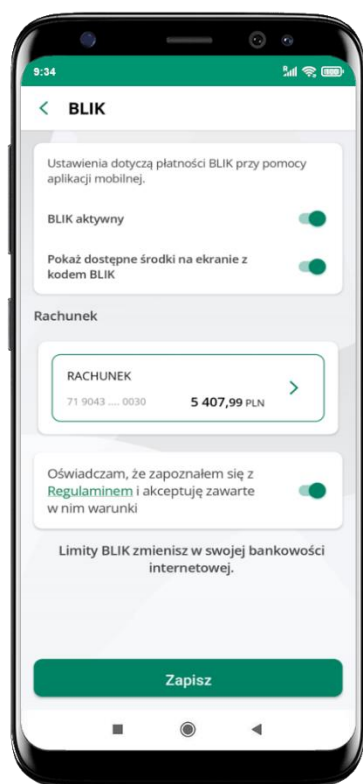 9:34
R
BLIK
Ustawienia dotyczą płatności BLIK przy pomocy
aplikacji mobilnej.
BLIK aktywny
Pokaż dostępne środki na ekranie z
kodem BLIK
Rachunek
RACHUNEK
71 9043 .... 0030 5 407,99 PLN
Oświadczam, że zapoznałem się z
Regulaminem i akceptuję zawarte
w nim warunki
Limity BLIK zmienisz w swojej bankowości
internetowej.
Zapisz